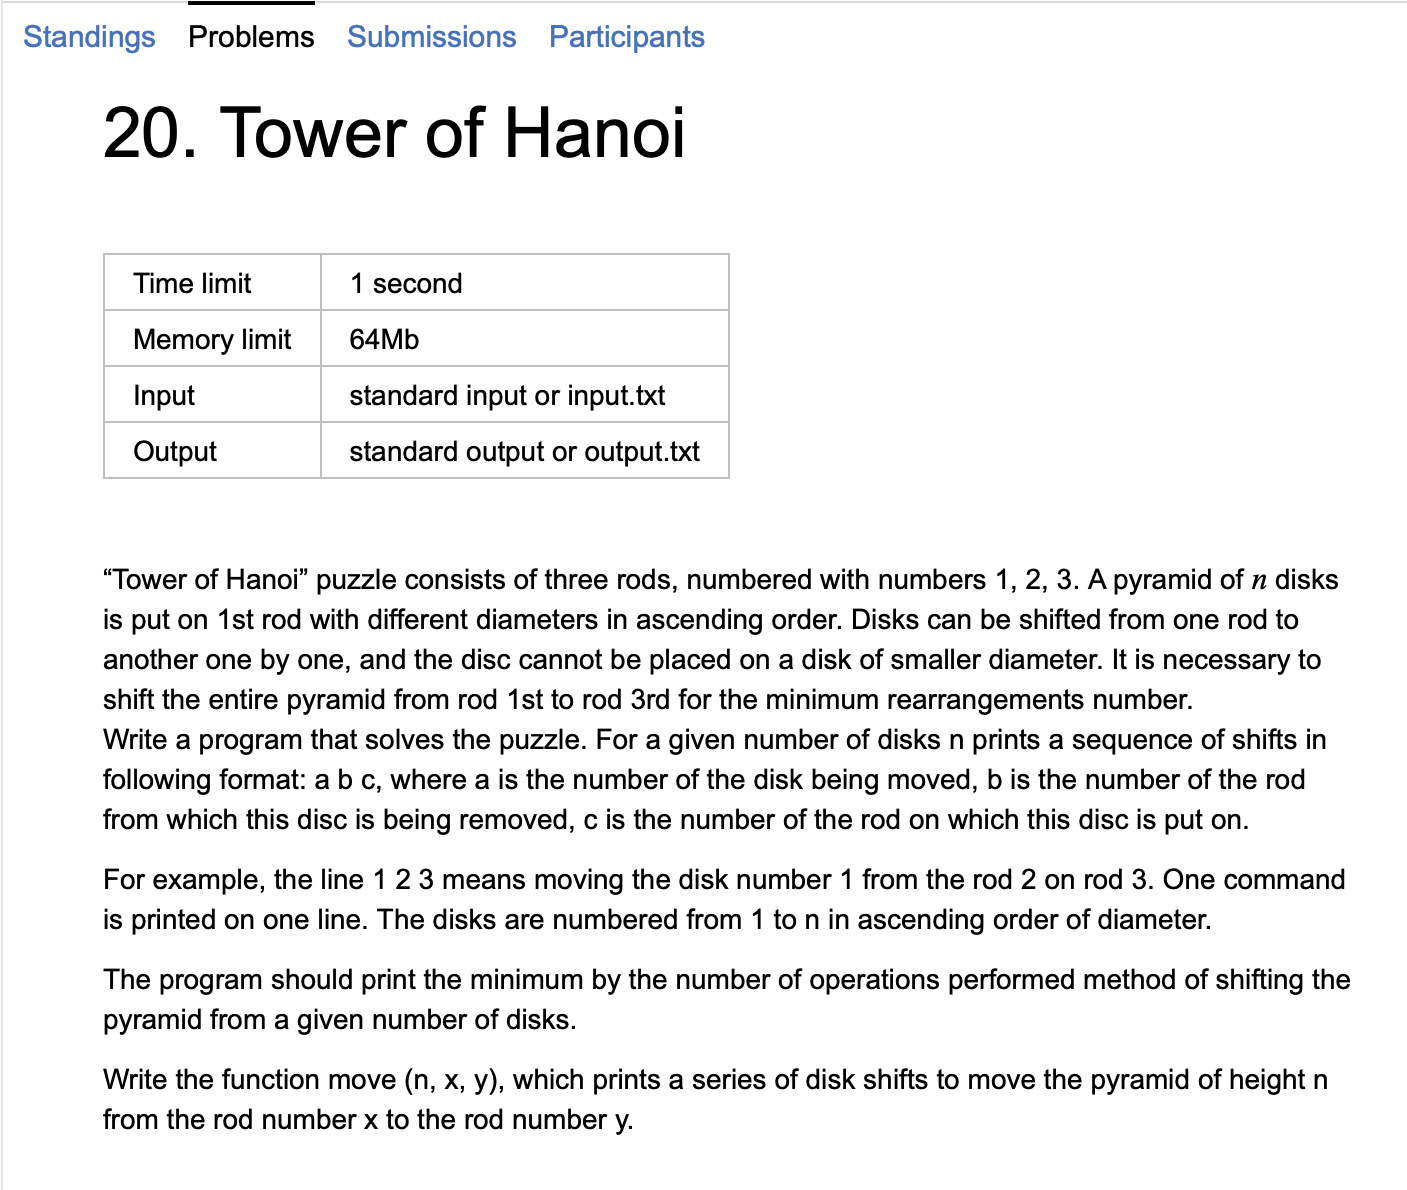 Standings Problems Submissions Participants
20. Tower of Hanoi
Time limit 1 second
Memory limit 64Mb
Input standard input or input.txt
Output standard output or output.txt
“Tower of Hanoi” puzzle consists of three rods, numbered with numbers 1, 2, 3. A pyramid of n disks
is put on 1st rod with different diameters in ascending order. Disks can be shifted from one rod to
another one by one, and the disc cannot be placed on a disk of smaller diameter. It is necessary to
shift the entire pyramid from rod 1st to rod 3rd for the minimum rearrangements number.
Write a program that solves the puzzle. For a given number of disks n prints a sequence of shifts in
following format: a b c, where a is the number of the disk being moved, b is the number of the rod
from which this disc is being removed, c is the number of the rod on which this disc is put on.
For example, the line 1 2 3 means moving the disk number 1 from the rod 2 on rod 3. One command
is printed on one line. The disks are numbered from 1 to n in ascending order of diameter.
The program should print the minimum by the number of operations performed method of shifting the
pyramid from a given number of disks.
Write the function move (n, x, y), which prints a series of disk shifts to move the pyramid of height n
from the rod number x to the rod number y.